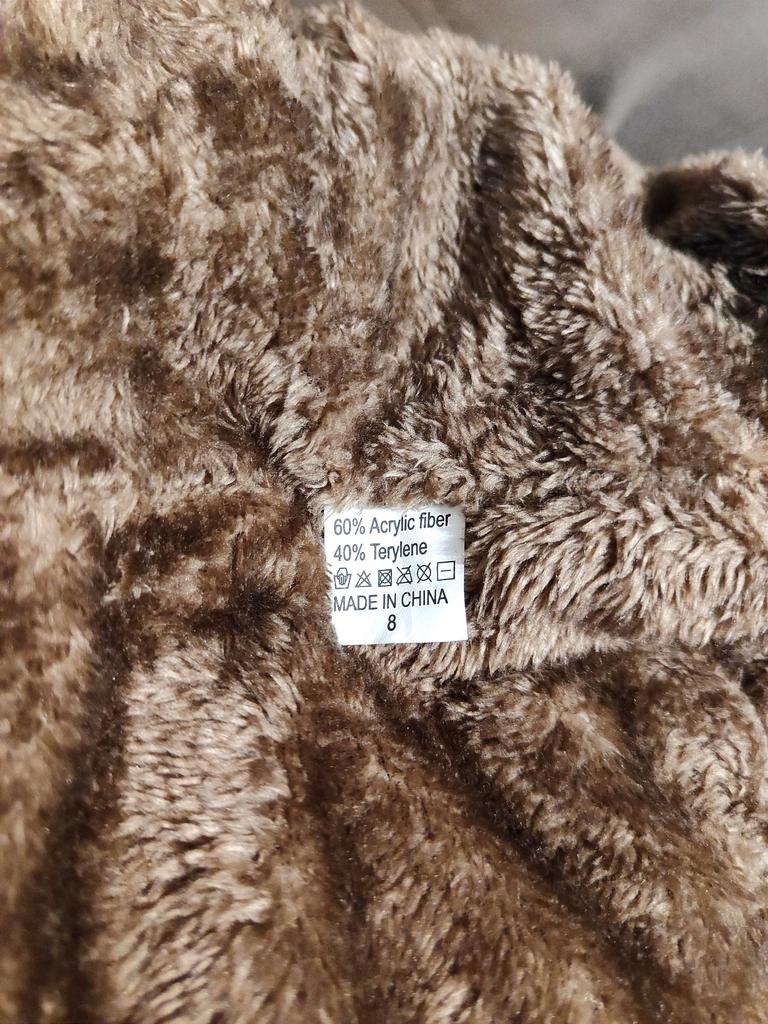 60% Acrylic fiber
40% Terylene
MADE IN CHINA
8